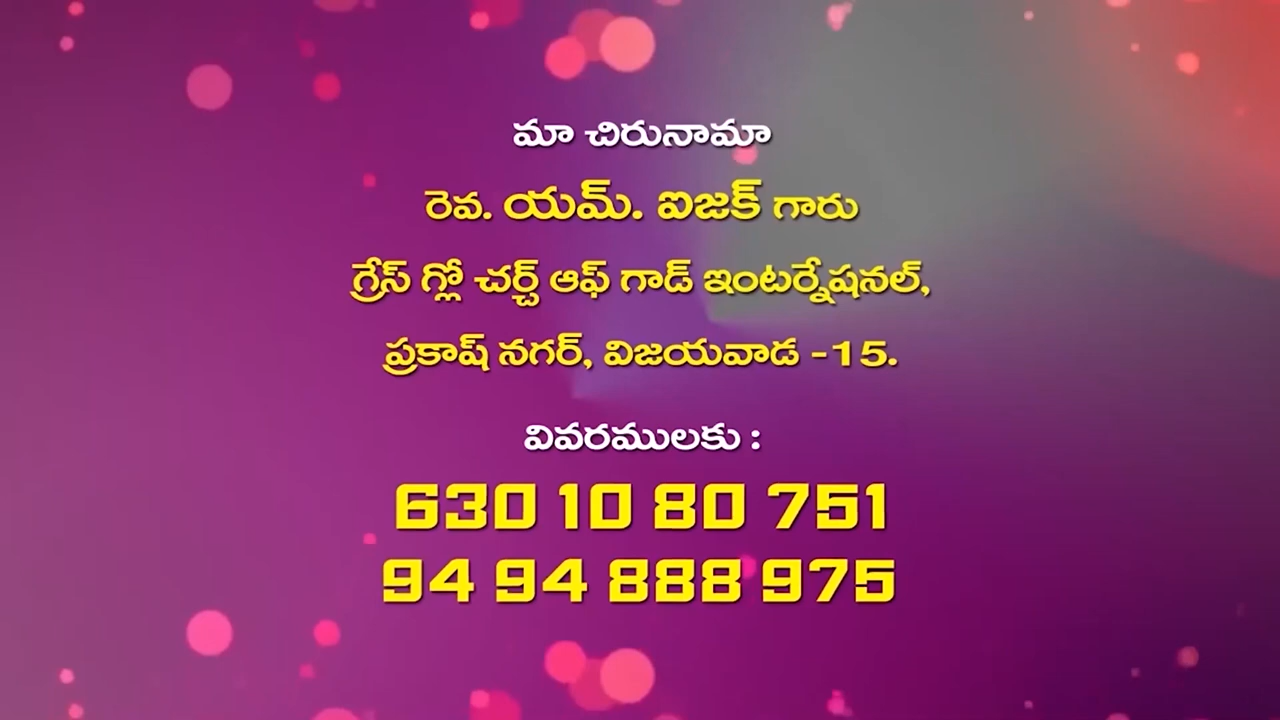 మా చిరునామా
రెవ. యమ్. ఐజక్ గారు
గ్రేస్ గ్లో చర్చ్ ఆఫ్ గాడ్ ఇంటర్నేషనల్,
ప్రకాష్ నగర్, విజయవాడ -15.
వివరములకు :
630 10 80 751
94 94 888 975